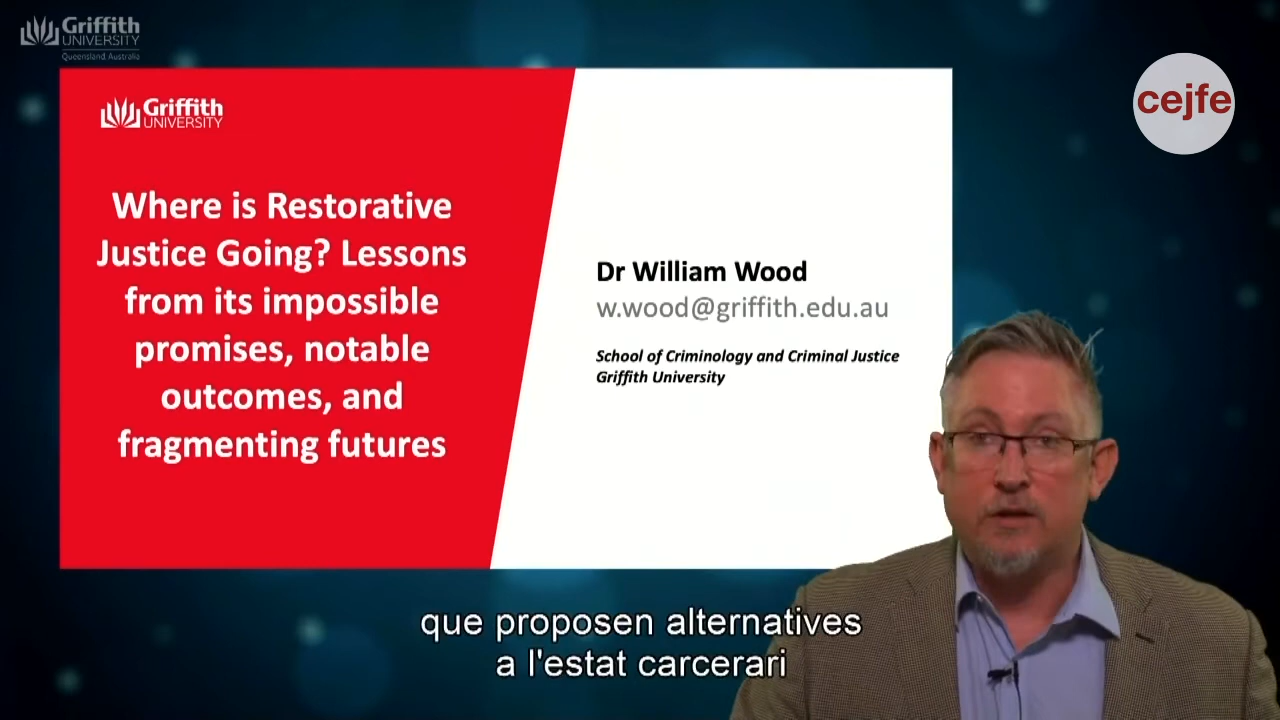 Griffith
UNIVERSITY
Queensland Australia
cejfe
Griffith
UNIVERSITY
Where is Restorative
Justice Going? Lessons
from its impossible
promises, notable
outcomes, and
fragmenting futures
Dr William Wood
w.wood@griffith.edu.au
School of Criminology and Criminal Justice
Griffith University
que proposen alternatives
a l'estat carcerari